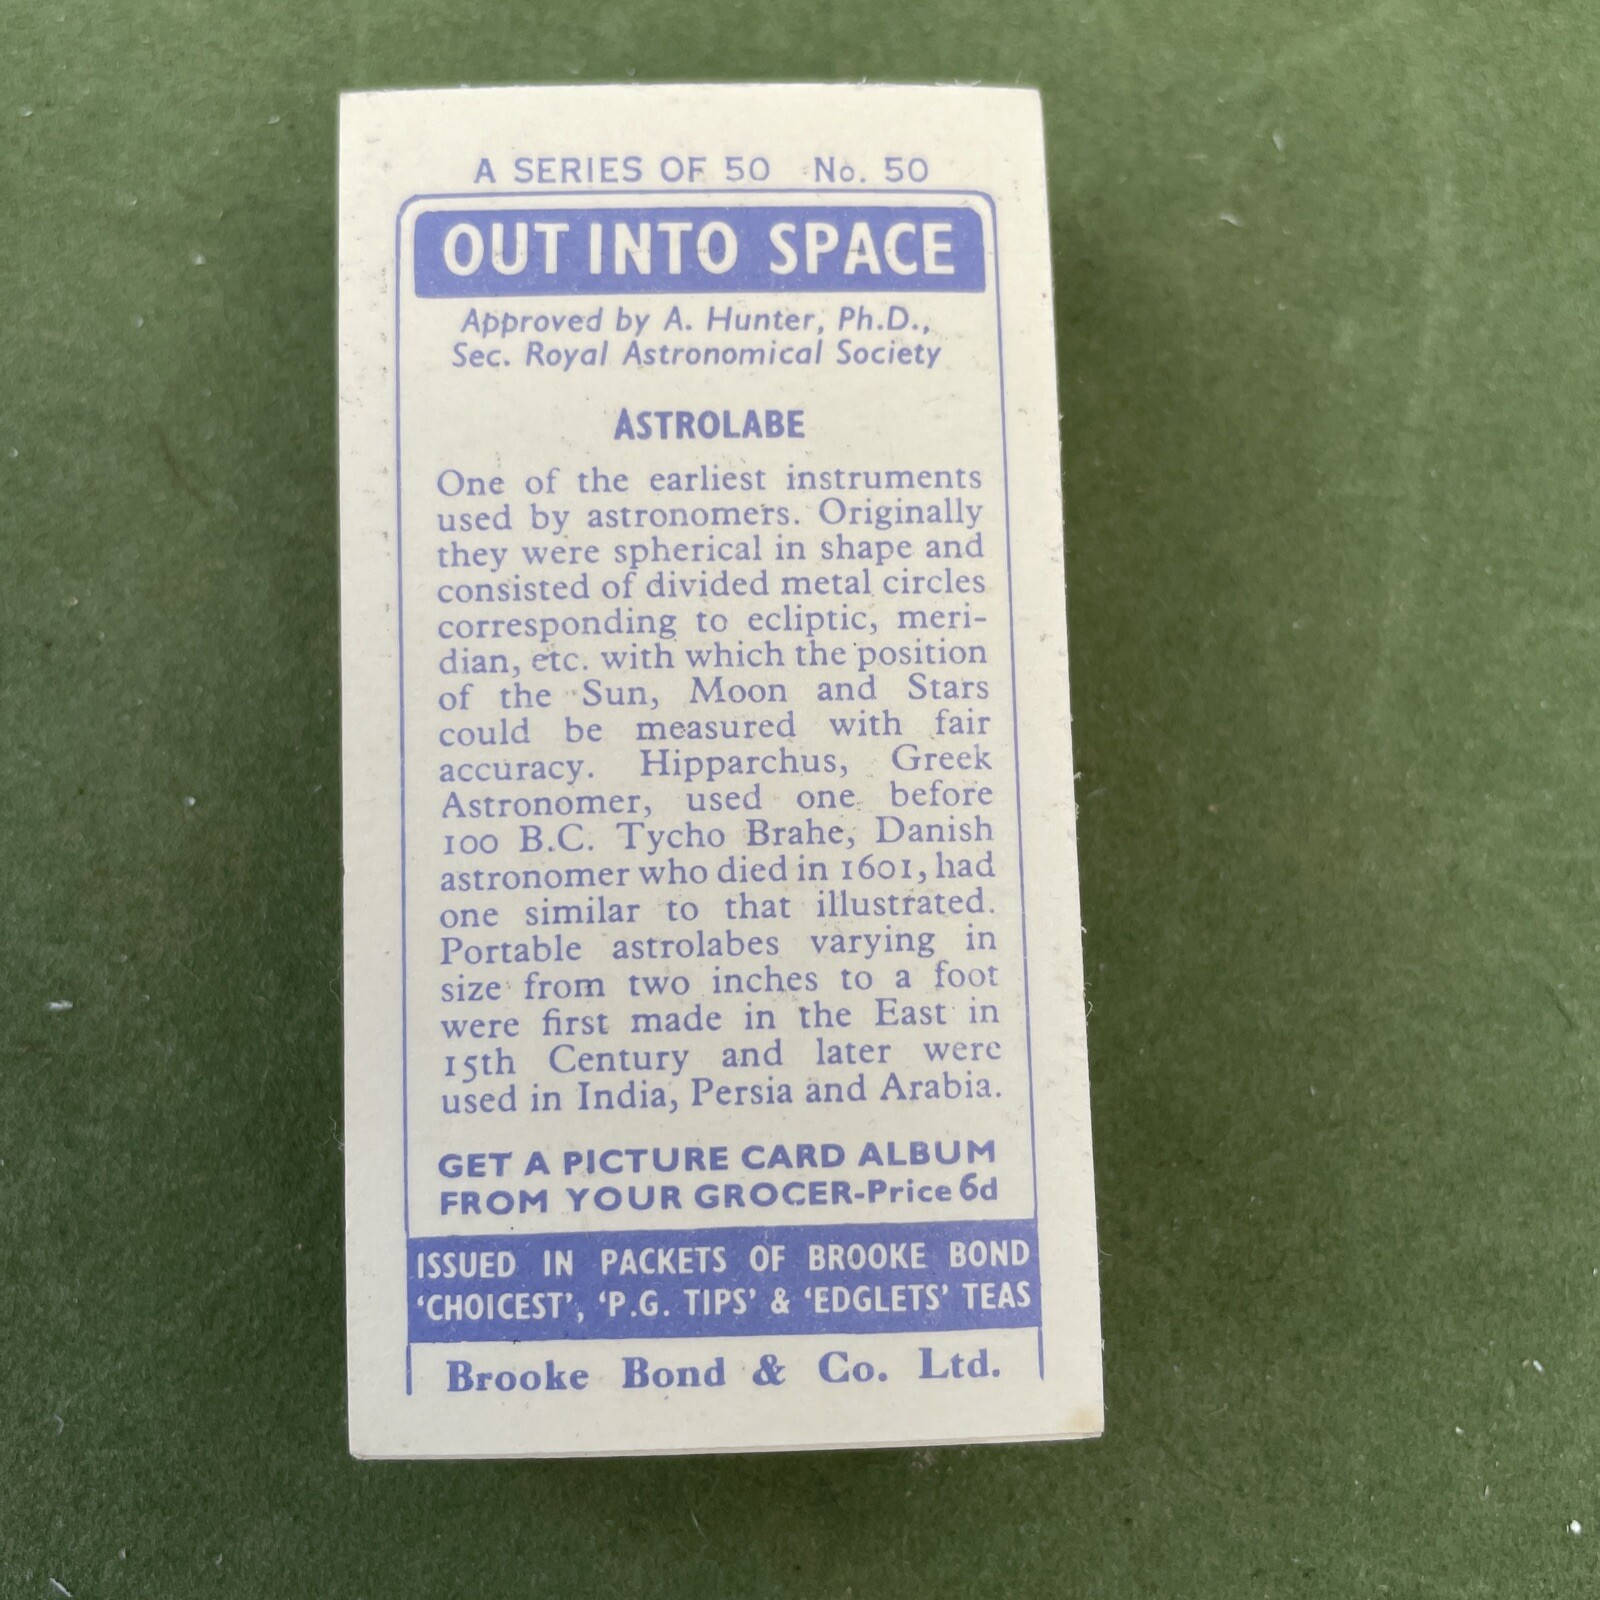 A SERIES OF 50 No. 50
OUT INTO SPACE
Approved by A. Hunter, Ph.D.,
Sec. Royal Astronomical Society
ASTROLABE
One of the earliest instruments
used by astronomers. Originally
they were spherical in shape and
consisted of divided metal circles
corresponding to ecliptic, meri-
dian, etc. with which the position
of the Sun, Moon and Stars
could be measured with fair
accuracy. Hipparchus, Greek
Astronomer, used one before
100 B.C. Tycho Brahe, Danish
astronomer who died in 1601, had
one similar to that illustrated.
Portable astrolabes varying in
size from two inches to a foot
were first made in the East in
15th Century and later were
used in India, Persia and Arabia.
GET A PICTURE CARD ALBUM
FROM YOUR GROCER-Price 6d
ISSUED IN PACKETS OF BROOKE BOND
'CHOICEST', 'P.G. TIPS' & 'EDGLETS' TEAS
Brooke Bond & Co. Ltd.